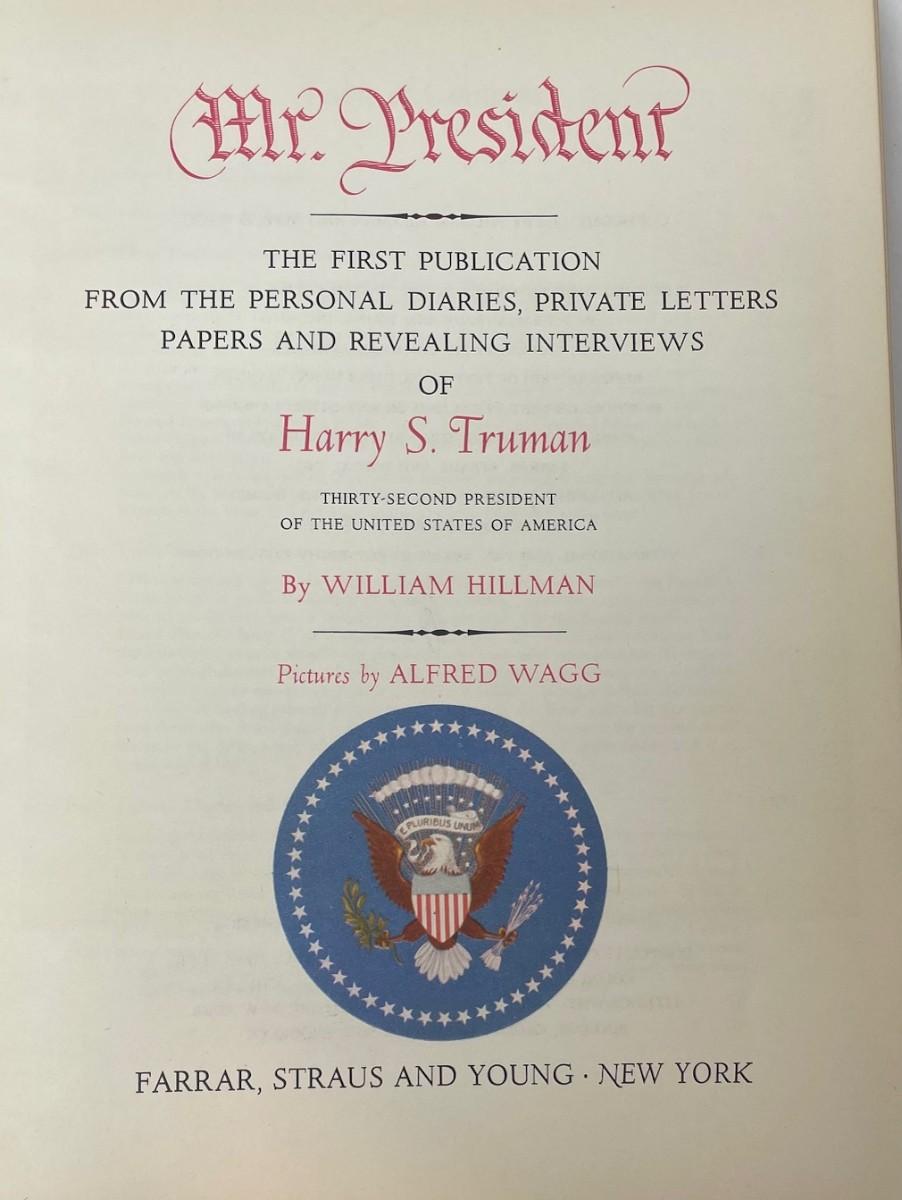 Mr. President
THE FIRST PUBLICATION
FROM THE PERSONAL DIARIES, PRIVATE LETTERS
PAPERS AND REVEALING INTERVIEWS
OF
Harry S. Truman
THIRTY-SECOND PRESIDENT
OF THE UNITED STATES OF AMERICA
By WILLIAM HILLMAN
Pictures by ALFRED WAGG
E PLURIBUS UNUM
FARRAR, STRAUS AND YOUNG · NEW YORK